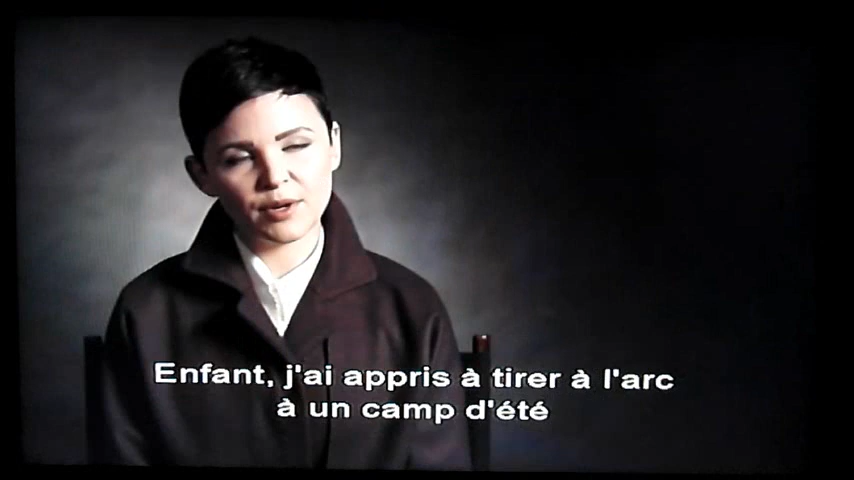 Enfant, j'ai appris à tirer à l'arc
à un camp d'été